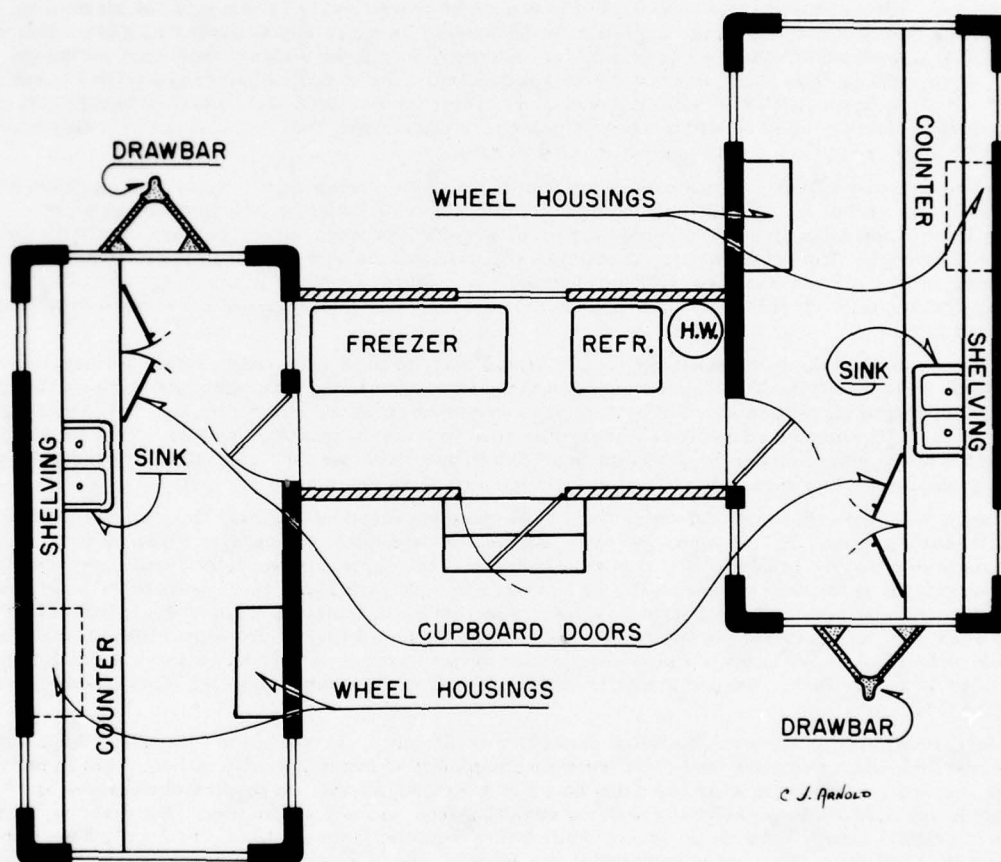 DRAWBAR
WHEEL HOUSINGS
COUNTER
FREEZER
REFR.
H.W.
SINK
SHELVING
SHELVING
SINK
CUPBOARD DOORS
COUNTER
WHEEL HOUSINGS
DRAWBAR
C J. ARNOLD